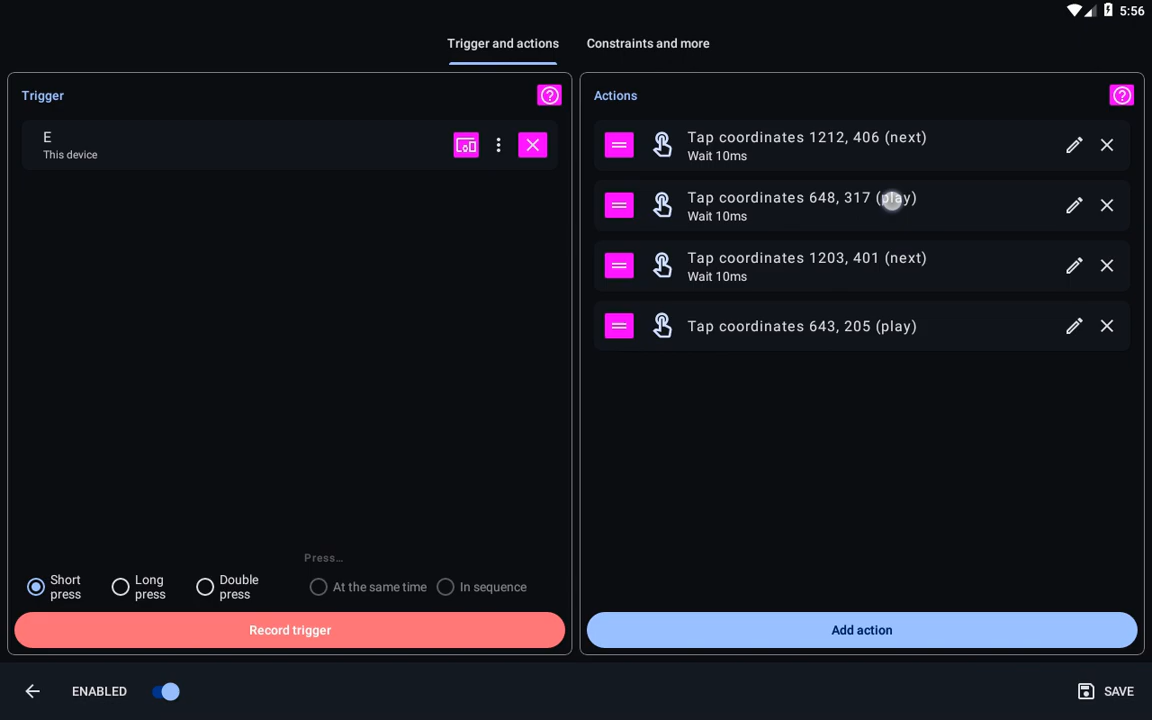 5:56
Trigger and actions
Constraints and more
Trigger
E
This device
Press…
Short press
Long press
Double press
At the same time
In sequence
Record trigger
Actions
Tap coordinates 1212, 406 (next)
Wait 10ms
Tap coordinates 648, 317 (play)
Wait 10ms
Tap coordinates 1203, 401 (next)
Wait 10ms
Tap coordinates 643, 205 (play)
Add action
ENABLED
SAVE